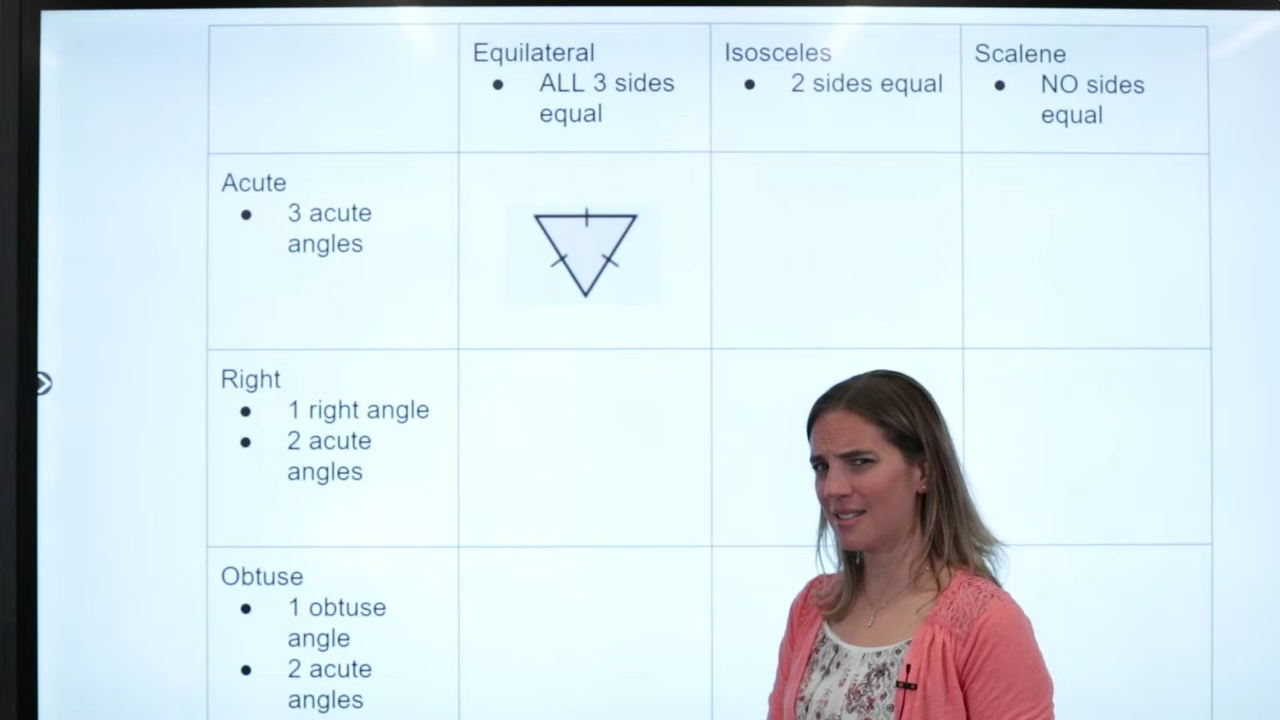 Equilateral
● ALL 3 sides
equal
Isosceles
● 2 sides equal
Scalene
● NO sides
equal
Acute
● 3 acute
angles
Right
● 1 right angle
● 2 acute
angles
Obtuse
● 1 obtuse
angle
● 2 acute
angles